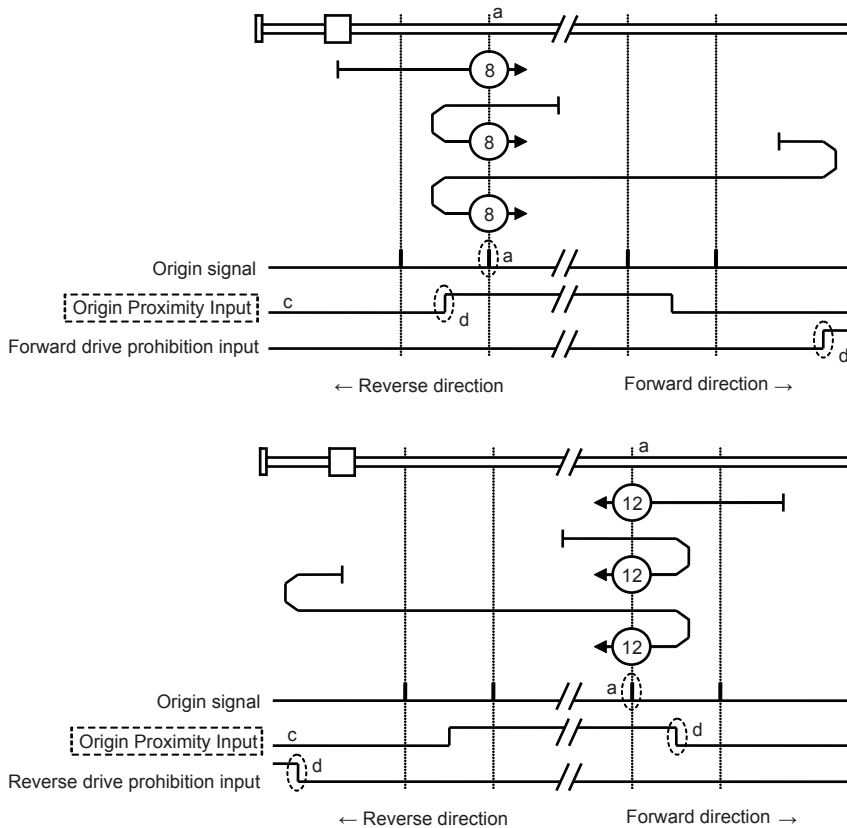 a
8
8
8
Origin signal
a
Origin Proximity Input
c
d
Forward drive prohibition input
d
← Reverse direction
Forward direction →
a
12
12
12
Origin signal
a
Origin Proximity Input
c
d
Reverse drive prohibition input
d
← Reverse direction
Forward direction →